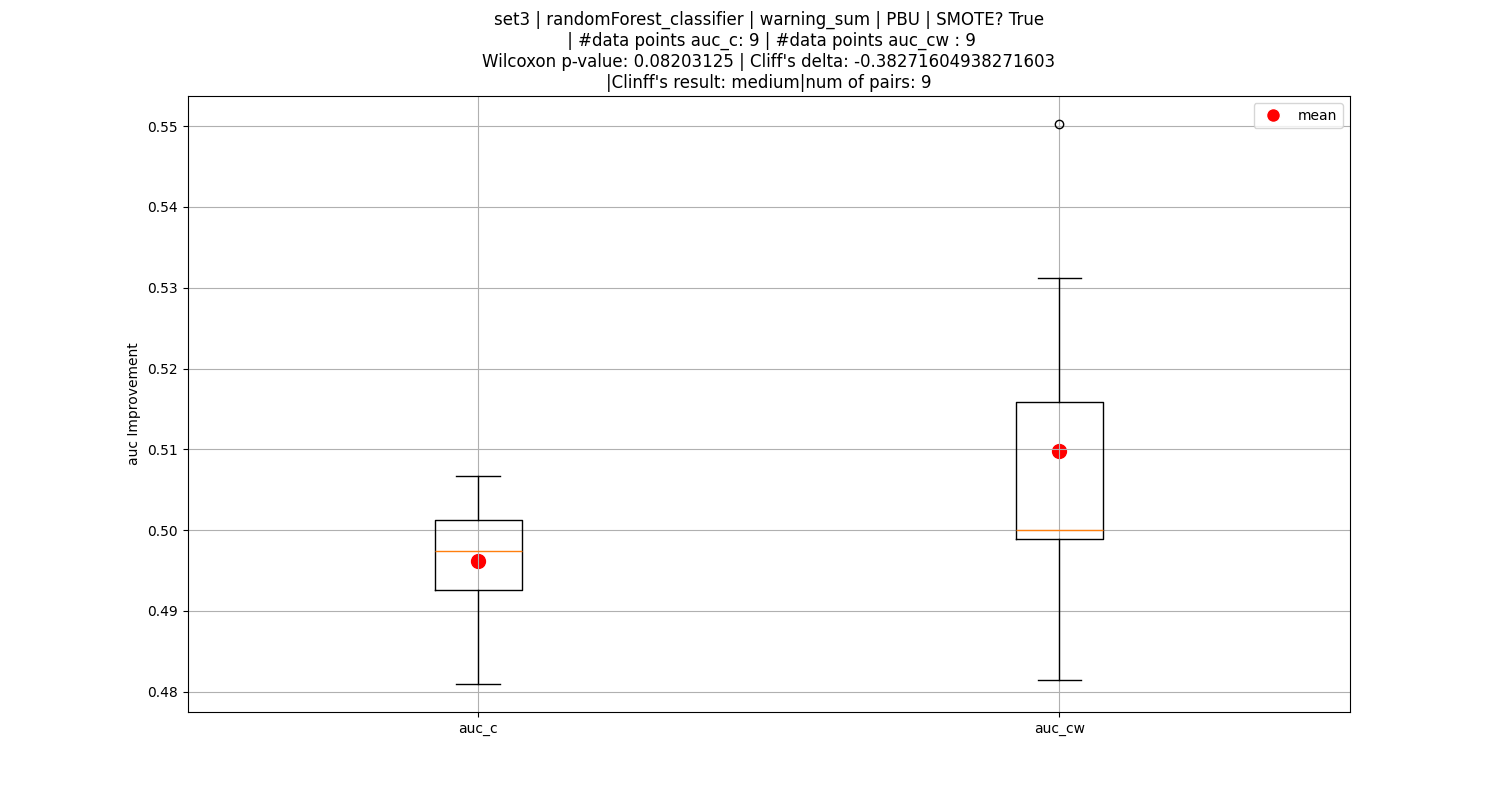 set3 | randomForest_classifier | warning_sum | PBU | SMOTE? True
| #data points auc_c: 9 | #data points auc_cw : 9
Wilcoxon p-value: 0.08203125 | Cliff's delta: -0.38271604938271603
|Clinff's result: medium|num of pairs: 9
mean
0.55
0.54
0.53
0.52
0.51
0.50
0.49
0.48
auc Improvement
auc_c
auc_cw